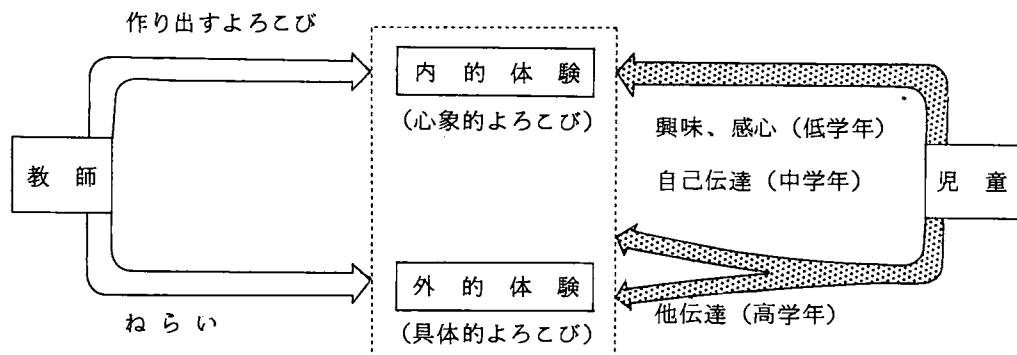 作り出すよろこび
内的体験
(心象的よろこび)
興味、感心(低学年)
教師
自己伝達(中学年)
児童
外的体験
(具体的よろこび)
ねらい
他伝達(高学年)